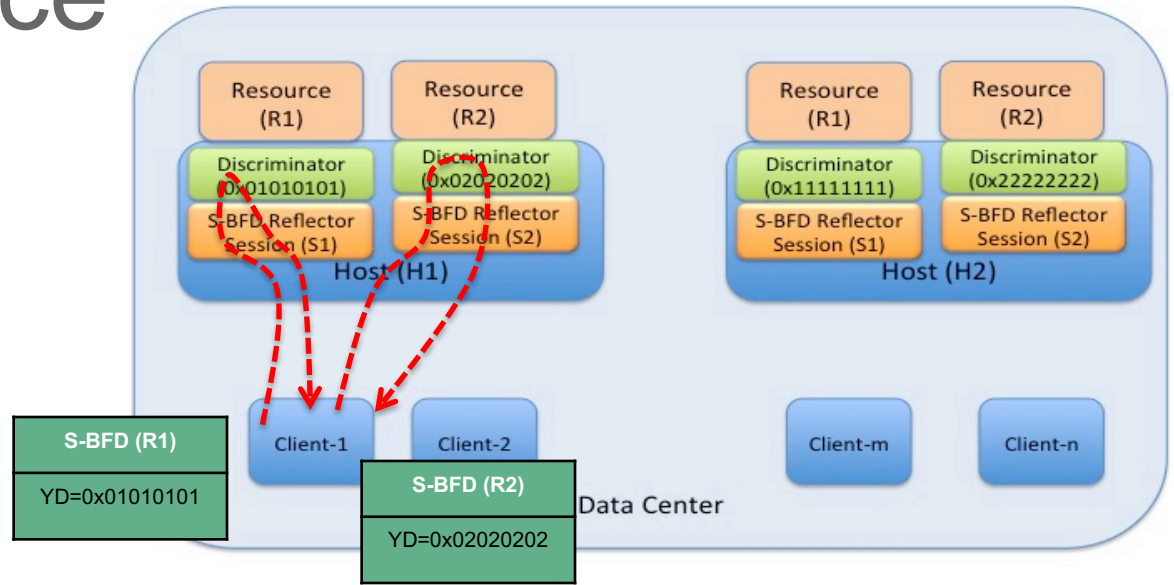 ce
Resource
(R1)
Resource
(R2)
Resource
(R1)
Resource
(R2)
Discriminator
(0x01010101)
Discriminator
(0x02020202)
Discriminator
(0x11111111)
Discriminator
(0x22222222)
S-BFD Reflector
Session (S1)
S-BFD Reflector
Session (S2)
S-BFD Reflector
Session (S1)
S-BFD Reflector
Session (S2)
Host (H1)
Host (H2)
Client-1
Client-2
Client-m
Client-n
S-BFD (R1)
YD=0x01010101
S-BFD (R2)
YD=0x02020202
Data Center